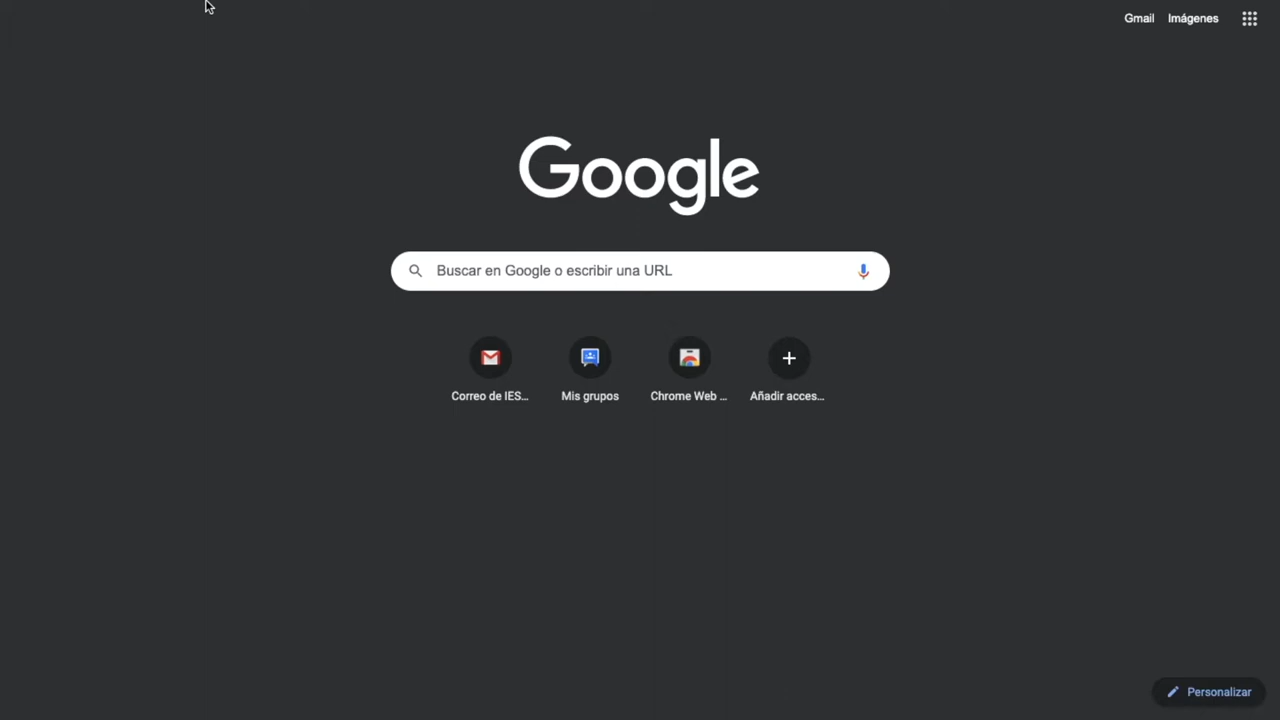 Gmail Imágenes
Google
Buscar en Google o escribir una URL
Correo de IES... Mis grupos Chrome Web ... Añadir acces...
Personalizar